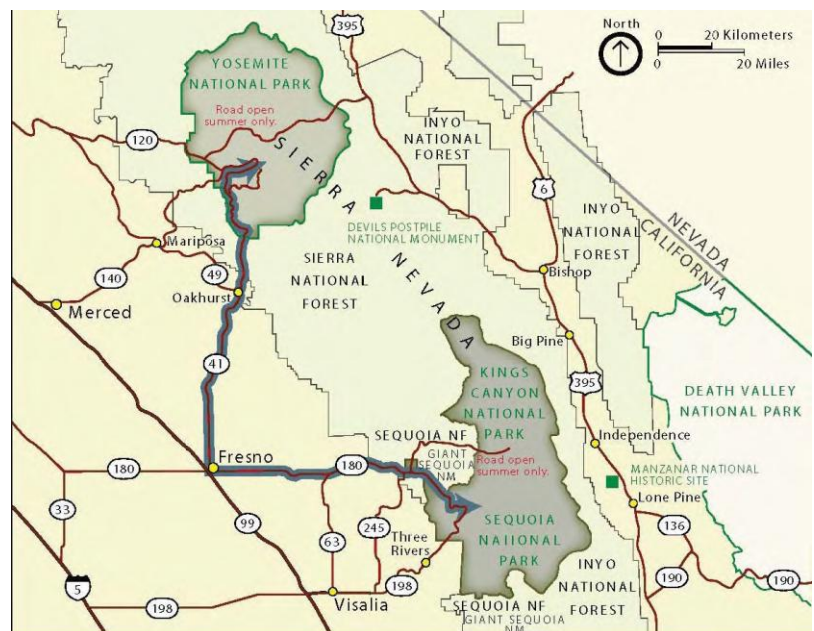 395
North
0 20 Kilometers
0 20 Miles
YOSEMITE
NATIONAL PARK
Road open
summer only.
INYO
NATIONAL
FOREST
120
SIERRA NEVADA
6
DEVILS POSTPILE
NATIONAL MONUMENT
INYO
NATIONAL
FOREST
NEVADA
CALIFORNIA
Mariposa
SIERRA
NATIONAL
FOREST
140
49
Oakhurst
Bishop
Merced
Big Pine
41
KINGS
CANYON
NATIONAL
PARK
395
DEATH VALLEY
NATIONAL PARK
Fresno
SEQUOIA NF
Independence
180
180
GIANT
SEQUOIA
NM
Road open
summer only.
MANZANAR NATIONAL
HISTORIC SITE
Lone Pine
33
99
63
245
Three
Rivers
SEQUOIA
NATIONAL
PARK
136
INYO
NATIONAL
FOREST
190
190
5
198
Visalia
198
SEQUOIA NF
GIANT SEQUOIA
NM